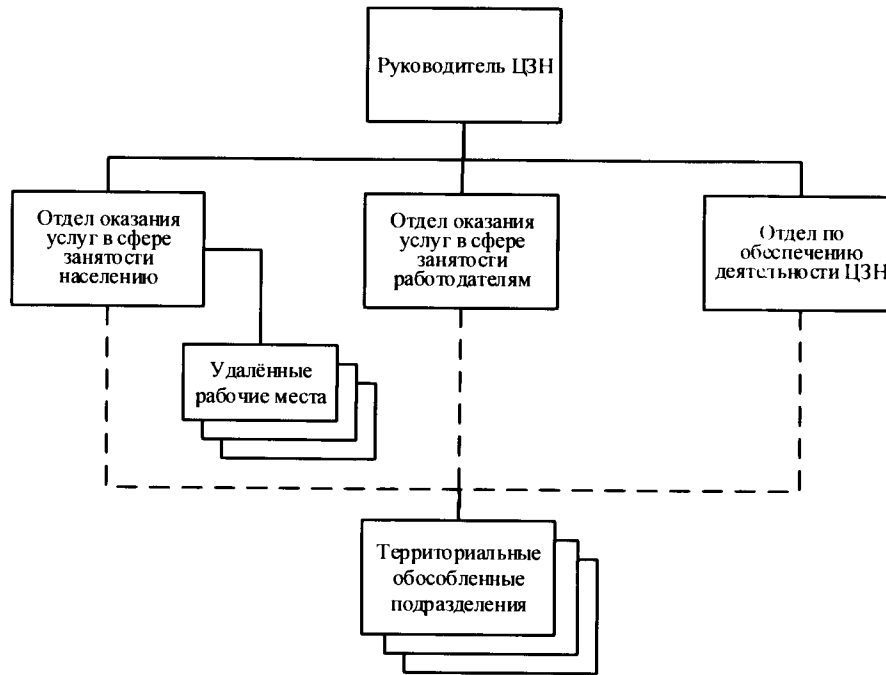 Руководитель ЦЗН
Отдел оказания
услуг в сфере
занятости
населению
Отдел оказания
услуг в сфере
занятости
работодателям
Отдел по
обеспечению
деятельности ЦЗН
Удалённые
рабочие места
Территориальные
обособленные
подразделения